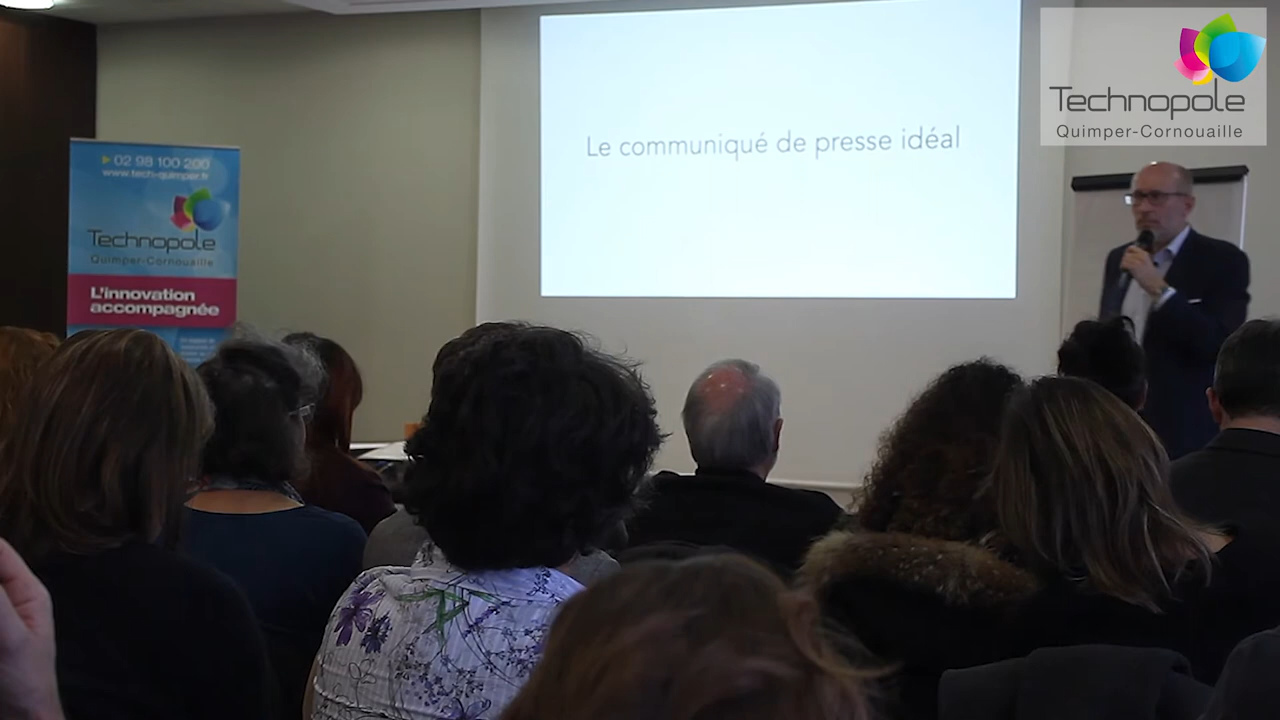 Le communiqué de presse idéal
Technopole
Quimper-Cornouaille
02 98 100 200
www.tech-quimper.fr
Technopole
Quimper-Cornouaille
L'innovation
accompagnée